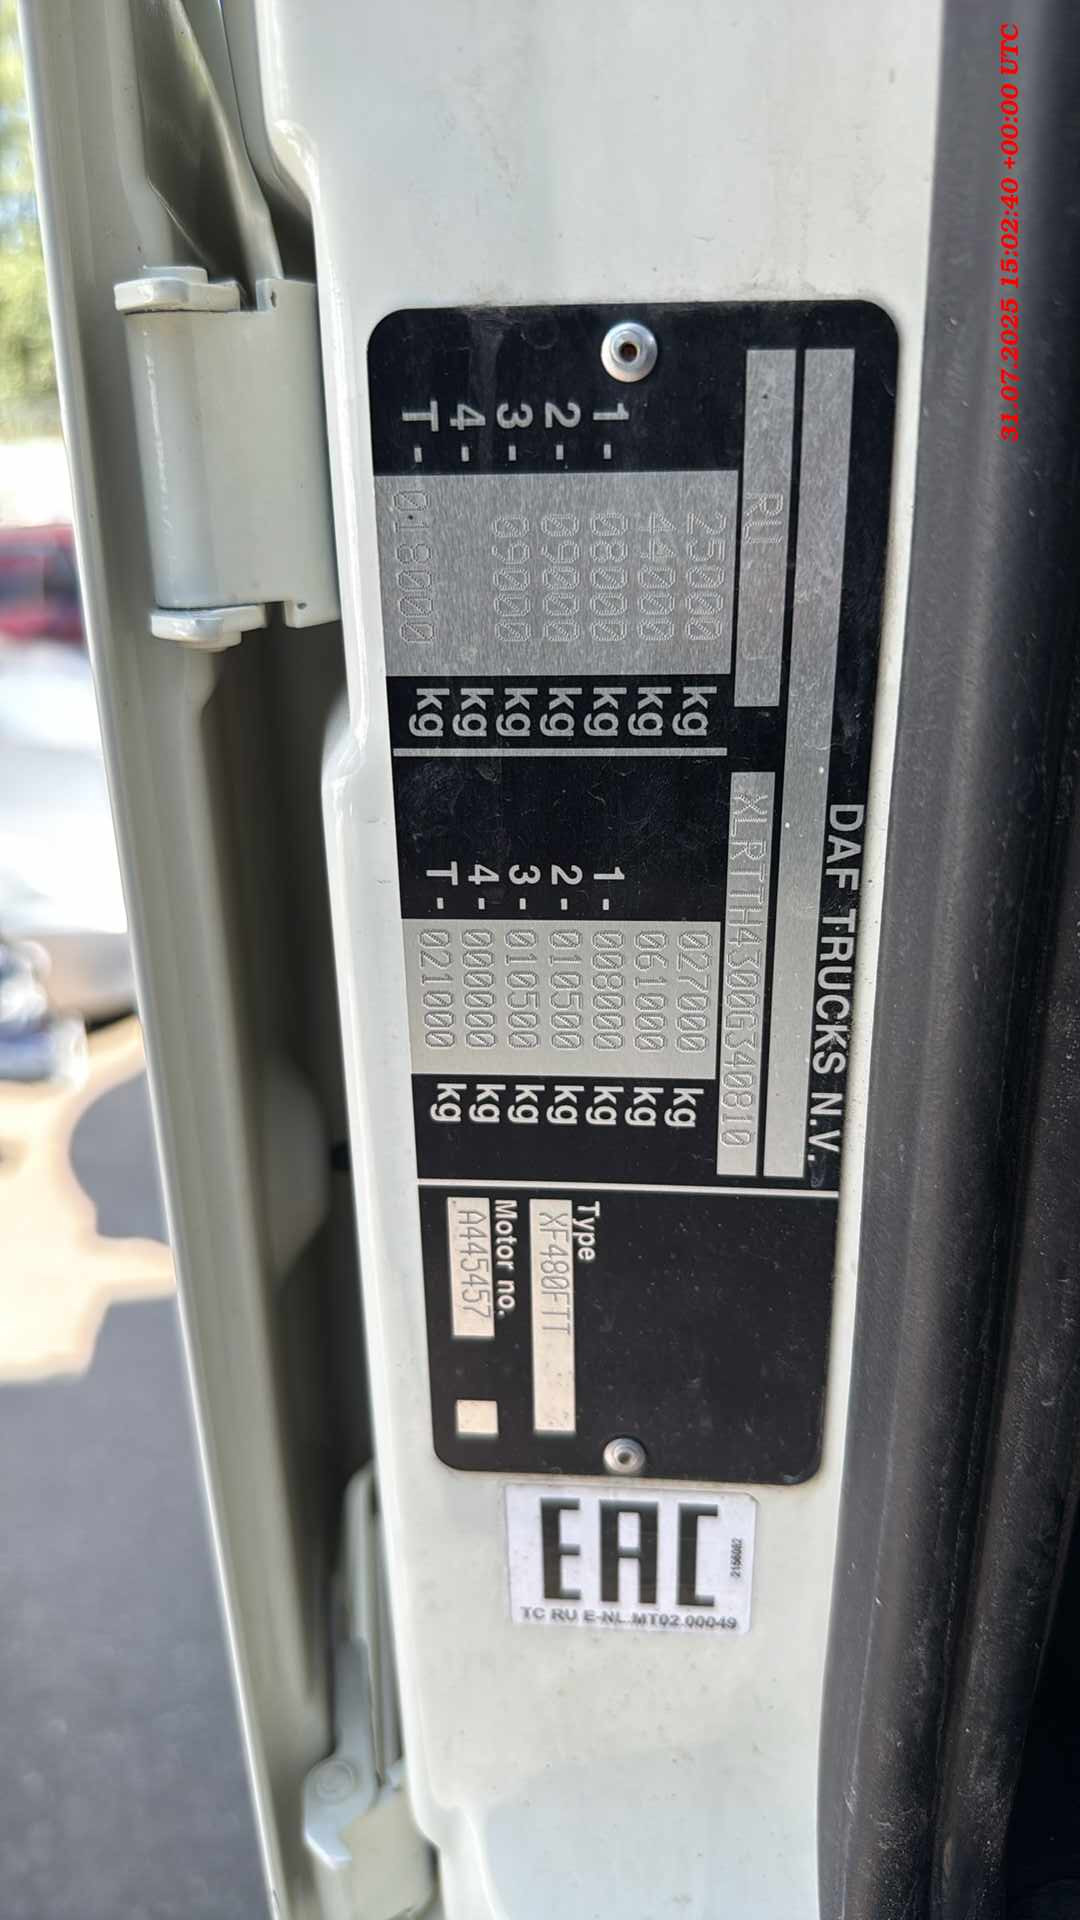 31.07.2025 15:02:40 +00:00 UTC
DAF TRUCKS N.V.
RU
XLRTTH4300G340810
25000 kg
44000 kg
1- 08000 kg
2- 09000 kg
3- 09000 kg
4- kg
T- 018000 kg
027000 kg
061000 kg
1- 008000 kg
2- 010500 kg
3- 010500 kg
4- 000000 kg
T- 021000 kg
Type
XF480FTT
Motor no.
A445457
EAC
2156082
TC RU E-NL.MT02.00049